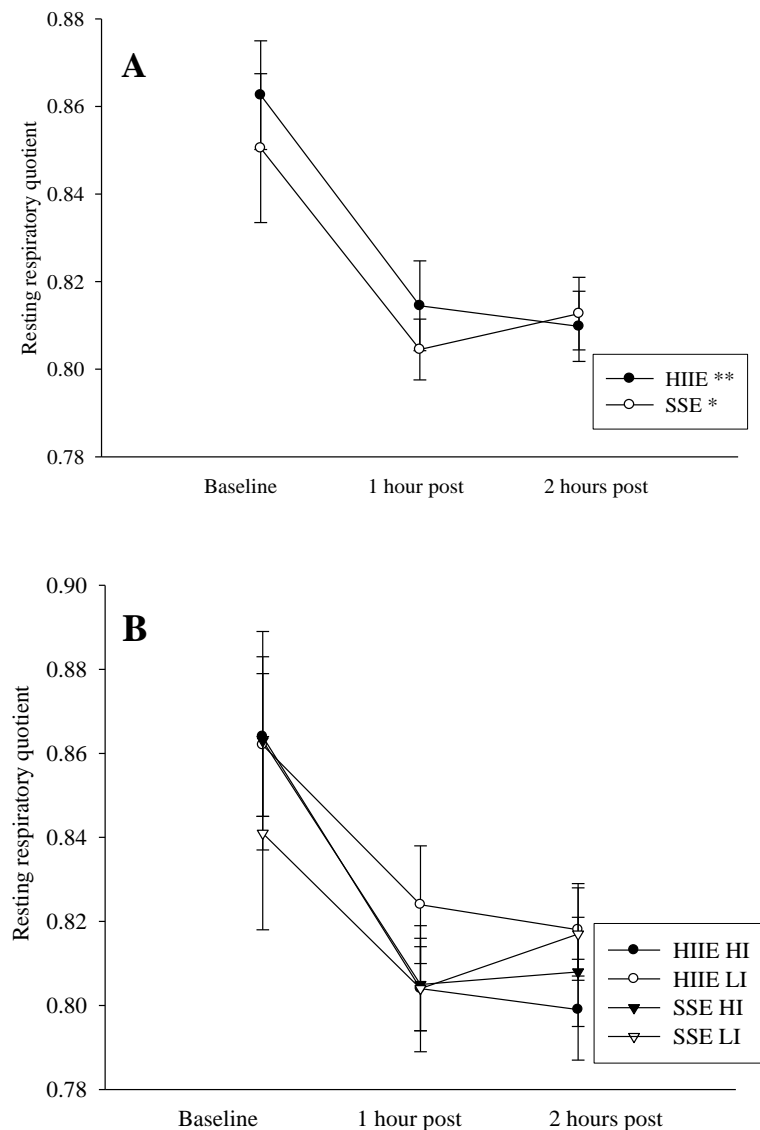 0.88
A
0.86
0.84
0.82
0.80
0.78
Resting respiratory quotient
HIIE **
SSE *
Baseline 1 hour post 2 hours post
0.90
B
0.88
0.86
0.84
0.82
0.80
0.78
Resting respiratory quotient
HIIE HI
HIIE LI
SSE HI
SSE LI
Baseline 1 hour post 2 hours post